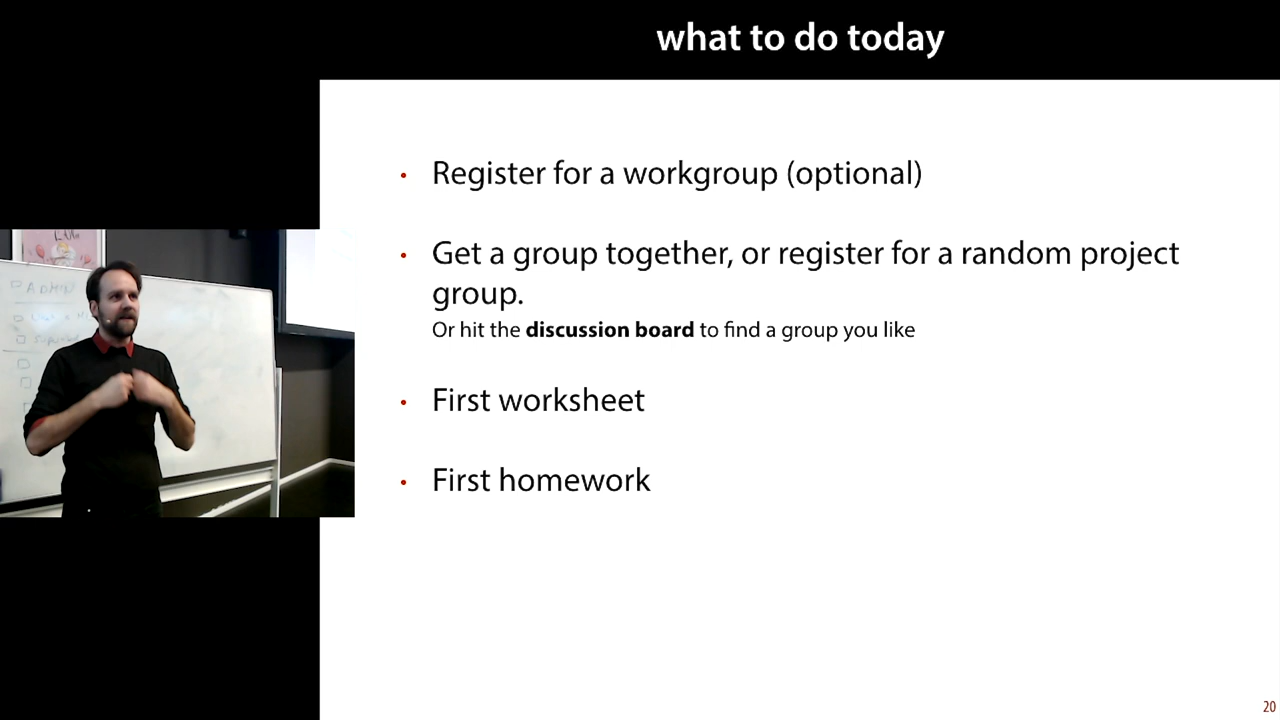 what to do today
• Register for a workgroup (optional)
• Get a group together, or register for a random project
group.
Or hit the discussion board to find a group you like
• First worksheet
• First homework
ADMIN
20